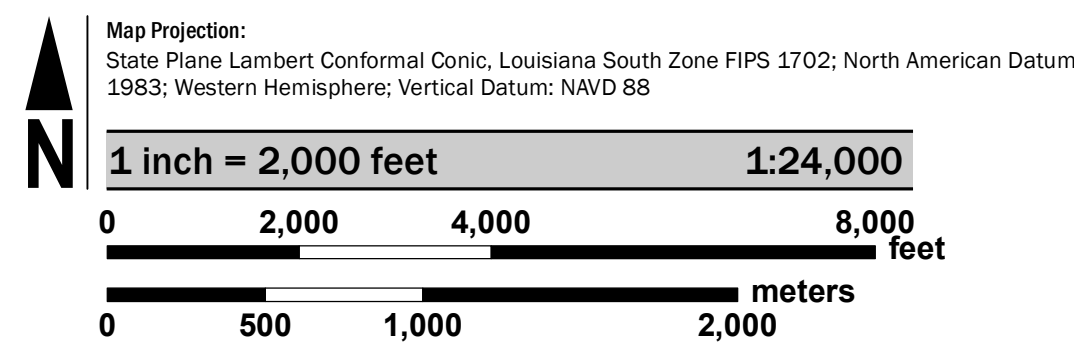 Map Projection:
State Plane Lambert Conformal Conic, Louisiana South Zone FIPS 1702; North American Datum
1983; Western Hemisphere; Vertical Datum: NAVD 88
N
1 inch = 2,000 feet 1:24,000
0 2,000 4,000 8,000
feet
meters
0 500 1,000 2,000